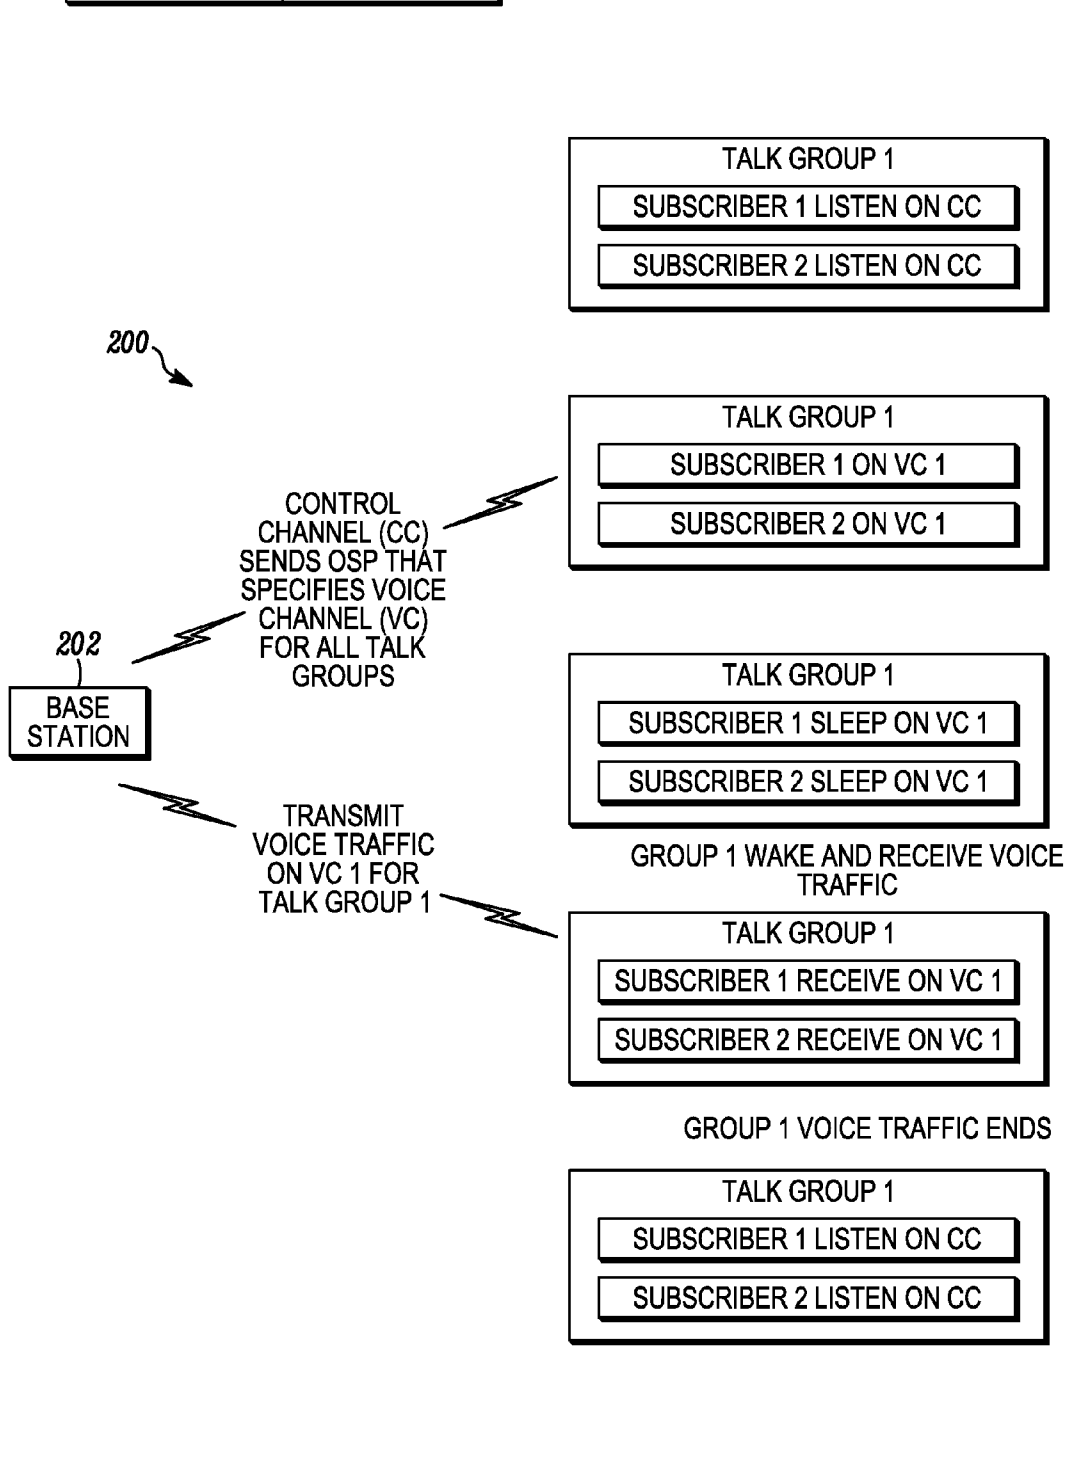 TALK GROUP 1
SUBSCRIBER 1 LISTEN ON CC
SUBSCRIBER 2 LISTEN ON CC
200
TALK GROUP 1
SUBSCRIBER 1 ON VC 1
SUBSCRIBER 2 ON VC 1
CONTROL
CHANNEL (CC)
SENDS OSP THAT
SPECIFIES VOICE
CHANNEL (VC)
FOR ALL TALK
GROUPS
202
BASE
STATION
TALK GROUP 1
SUBSCRIBER 1 SLEEP ON VC 1
SUBSCRIBER 2 SLEEP ON VC 1
TRANSMIT
VOICE TRAFFIC
ON VC 1 FOR
TALK GROUP 1
GROUP 1 WAKE AND RECEIVE VOICE
TRAFFIC
TALK GROUP 1
SUBSCRIBER 1 RECEIVE ON VC 1
SUBSCRIBER 2 RECEIVE ON VC 1
GROUP 1 VOICE TRAFFIC ENDS
TALK GROUP 1
SUBSCRIBER 1 LISTEN ON CC
SUBSCRIBER 2 LISTEN ON CC